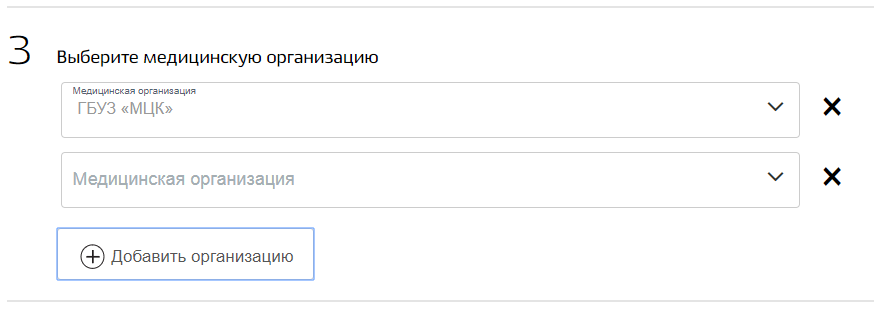 3
Выберите медицинскую организацию
Медицинская организация
ГБУЗ «МЦК»
Медицинская организация
Добавить организацию